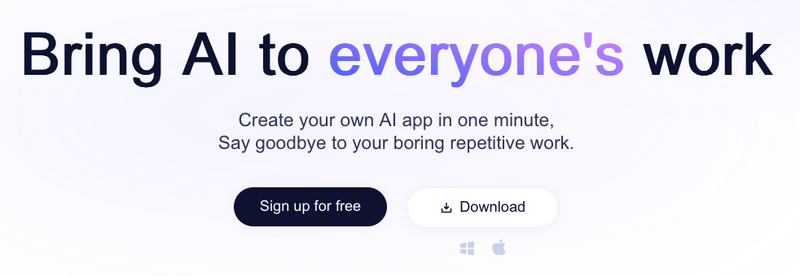 Bring AI to everyone's work
Create your own AI app in one minute,
Say goodbye to your boring repetitive work.
Sign up for free
Download